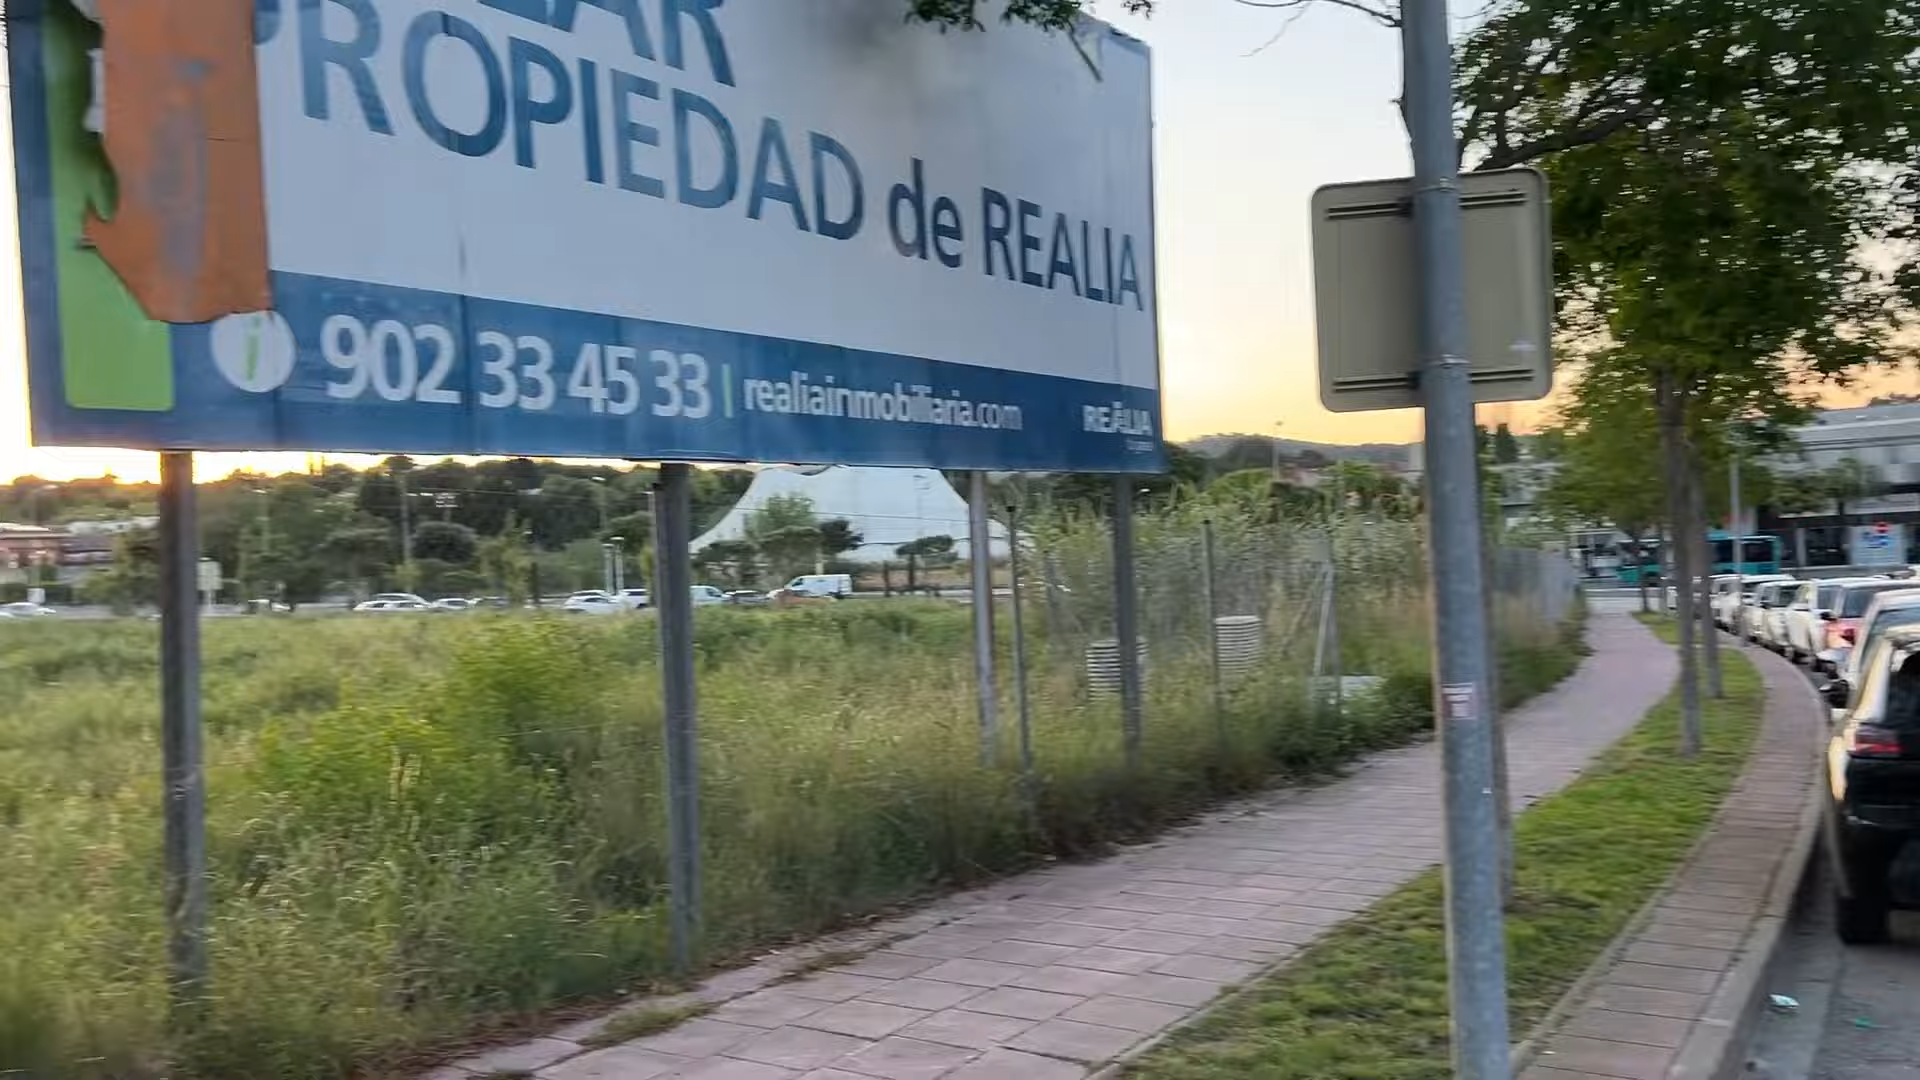 PROPIEDAD de REALIA
902 33 45 33 | realiainmobiliaria.com
REALIA